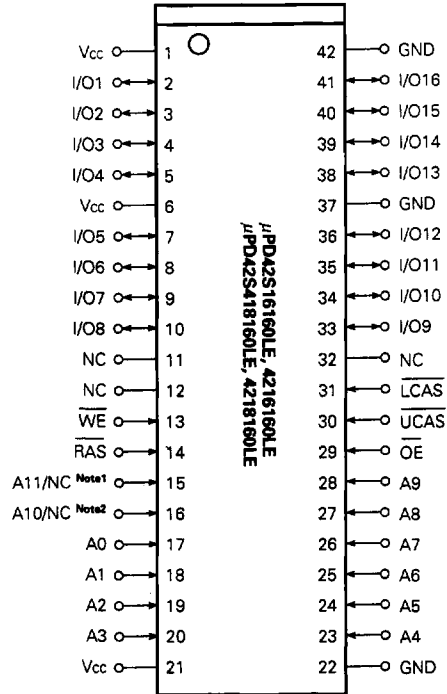 Vcc 1 42 GND
I/O1 2 41 I/O16
I/O2 3 40 I/O15
I/O3 4 39 I/O14
I/O4 5 38 I/O13
Vcc 6 37 GND
I/O5 7 36 I/O12
I/O6 8 35 I/O11
I/O7 9 34 I/O10
I/O8 10 33 I/O9
NC 11 32 NC
NC 12 31 LCAS
WE 13 30 UCAS
RAS 14 29 OE
A11/NC Note1 15 28 A9
A10/NC Note2 16 27 A8
A0 17 26 A7
A1 18 25 A6
A2 19 24 A5
A3 20 23 A4
Vcc 21 22 GND
μPD42S16160LE, 4216160LE
μPD42S418160LE, 4218160LE